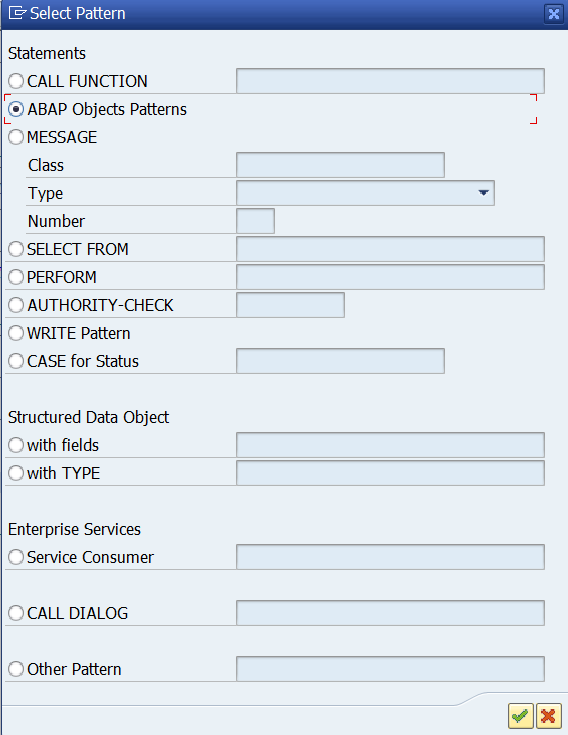 Select Pattern
Statements
CALL FUNCTION
ABAP Objects Patterns
MESSAGE
Class
Type
Number
SELECT FROM
PERFORM
AUTHORITY-CHECK
WRITE Pattern
CASE for Status
Structured Data Object
with fields
with TYPE
Enterprise Services
Service Consumer
CALL DIALOG
Other Pattern